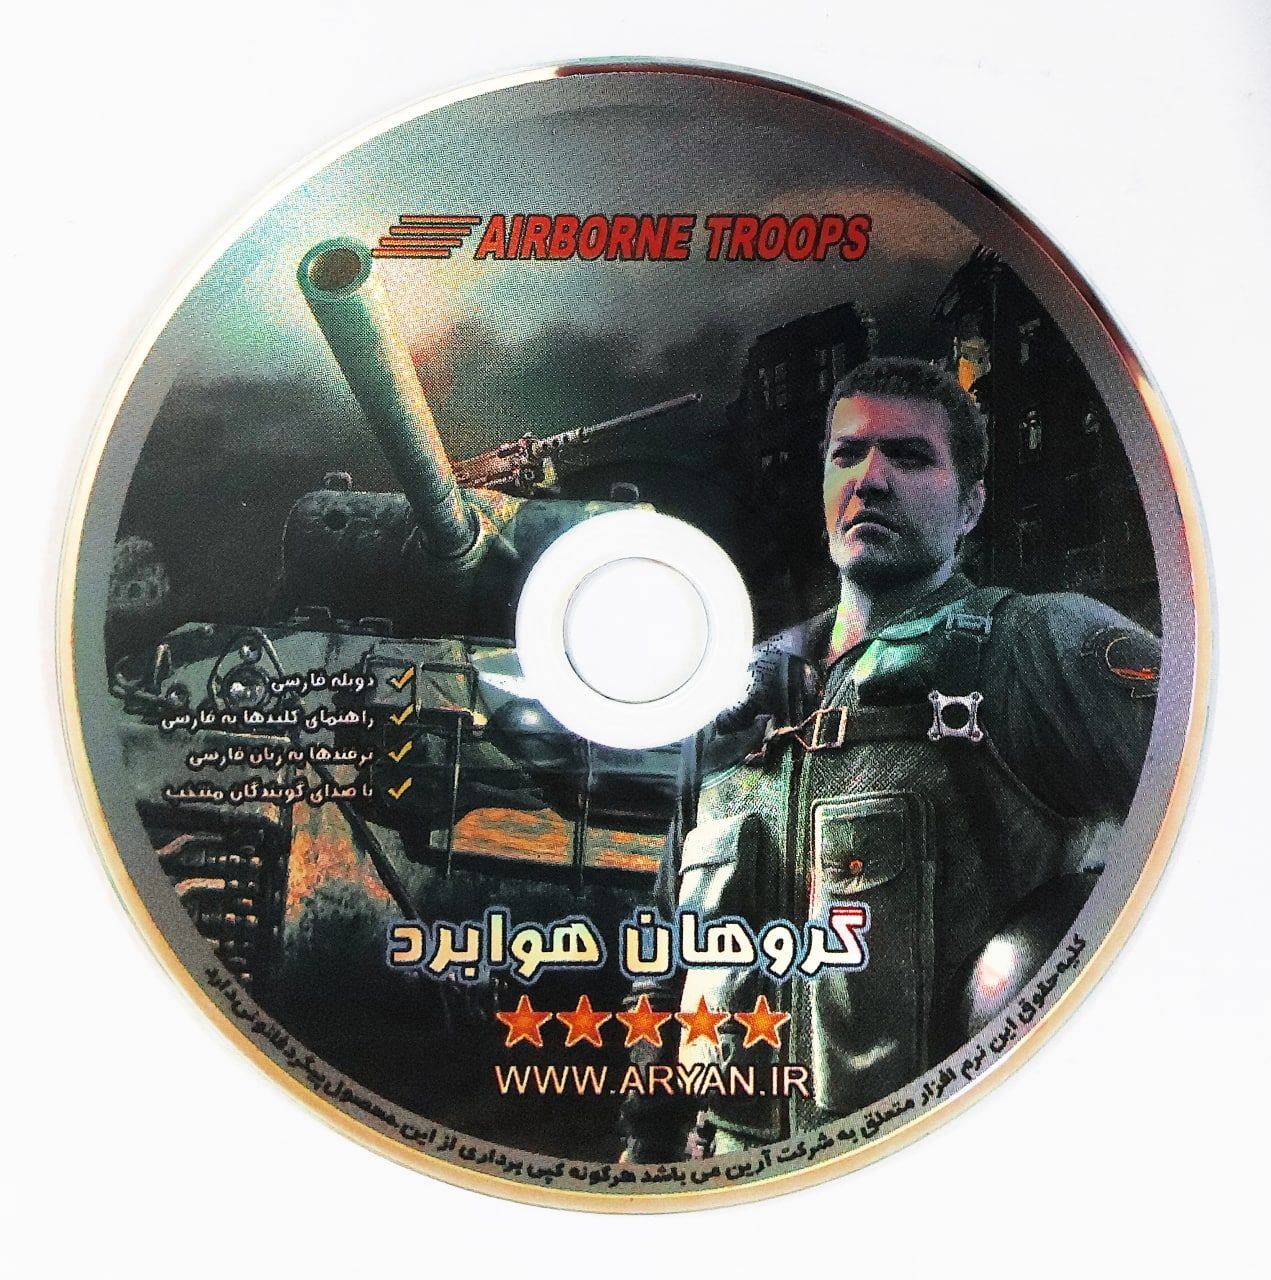 AIRBORNE TROOPS
دوبله فارسی
راهنمای کلیدها به فارسی
ترفندها به زبان فارسی
با صدای گویندگان منتخب
گروهان هوابرد
WWW.ARYAN.IR
کلیه حقوق این نرم افزار متعلق به شرکت آرین می باشد هرگونه کپی برداری از این محصول پیگرد قانونی دارد